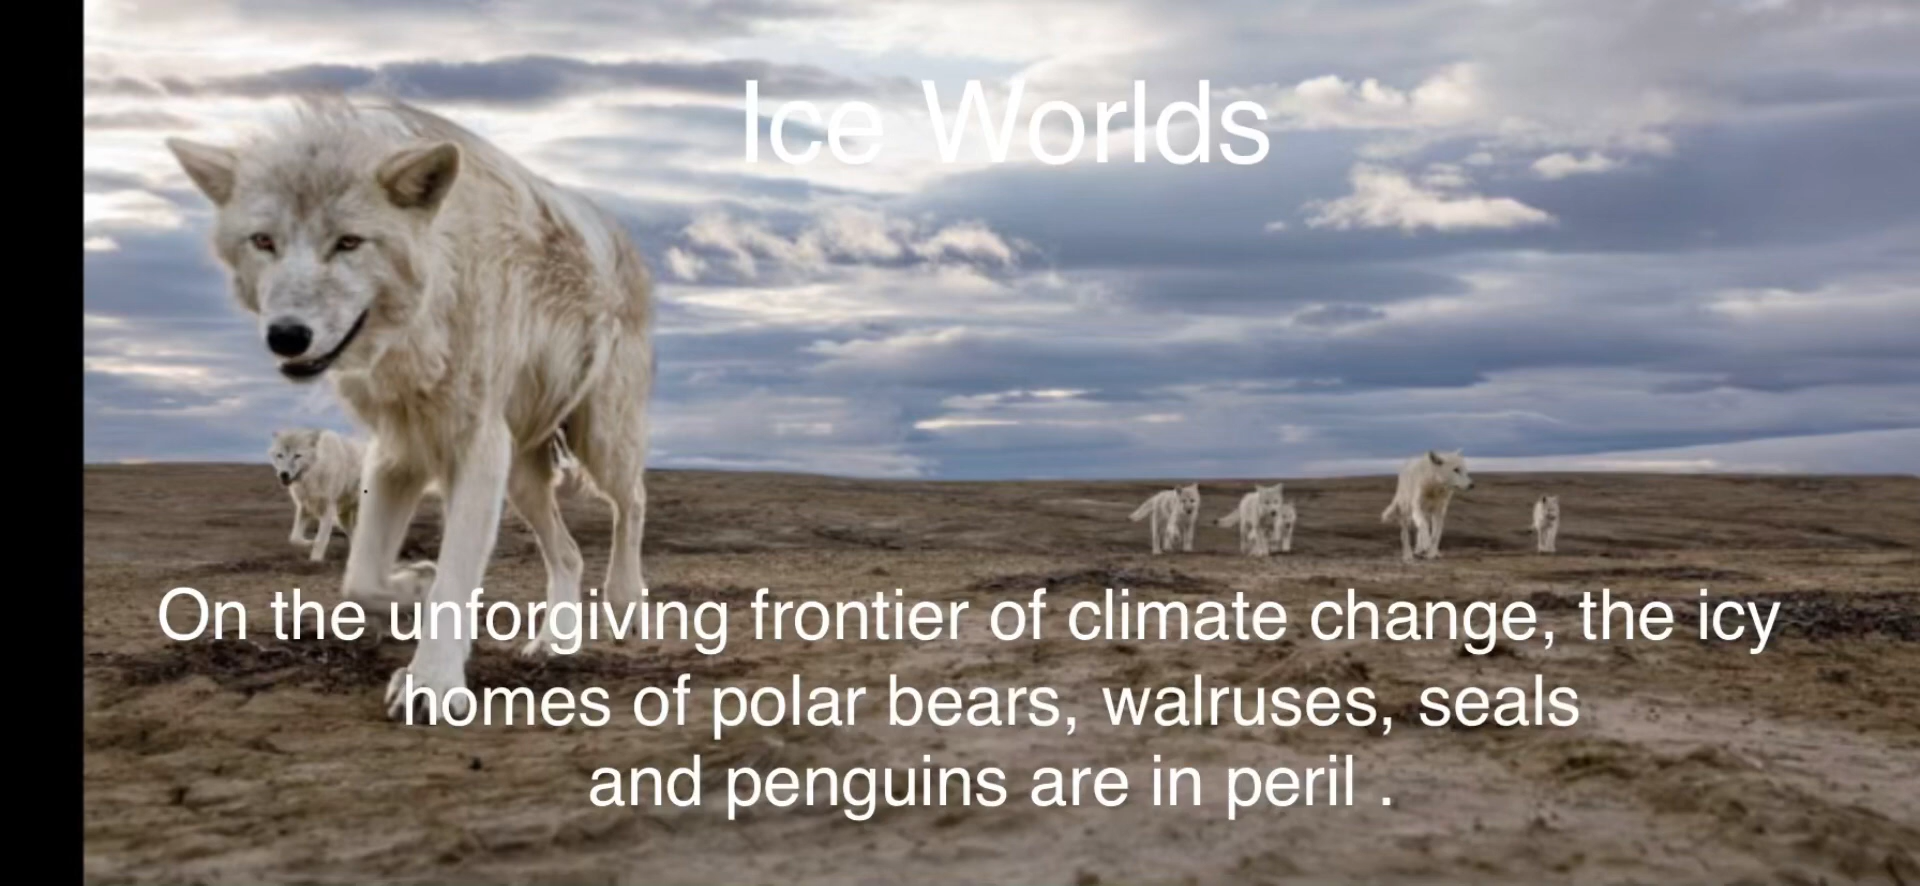 Ice Worlds
On the unforgiving frontier of climate change, the icy
homes of polar bears, walruses, seals
and penguins are in peril .